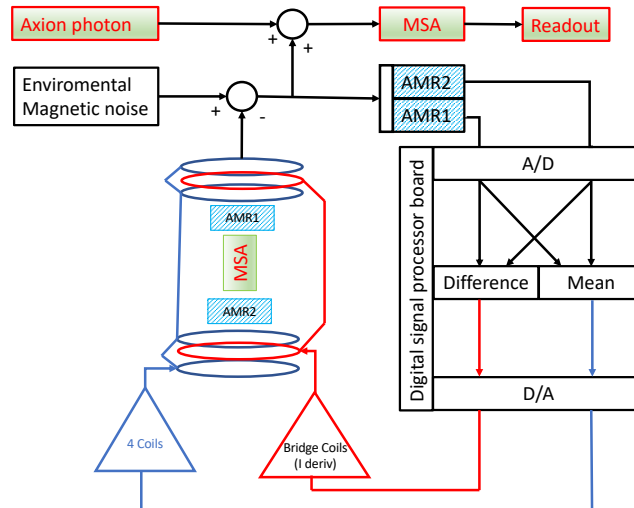 Axion photon
MSA
Readout
+
+
Enviromental
Magnetic noise
+
-
AMR2
AMR1
Digital signal processor board
A/D
AMR1
MSA
AMR2
Difference
Mean
D/A
4 Coils
Bridge Coils
(I deriv)